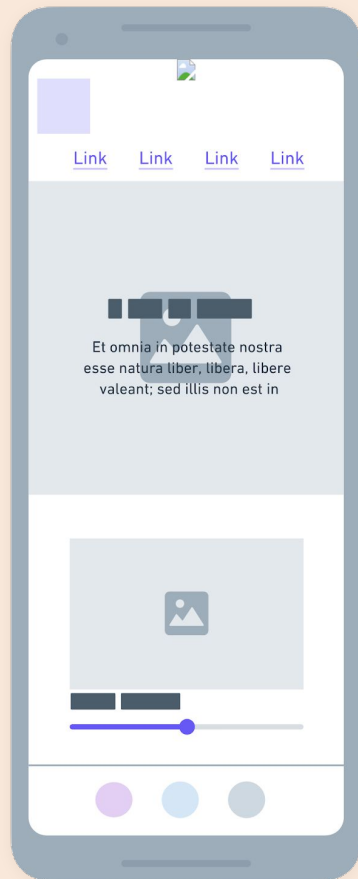 Link Link Link Link
Et omnia in potestate nostra
esse natura liber, libera, libere
valeant; sed illis non est in